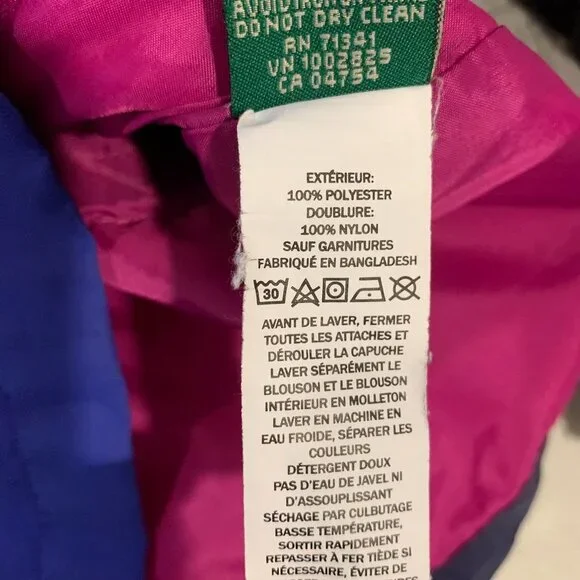 AVOID IRON
DO NOT DRY CLEAN
RN 71341
VN 1002825
CA 04754
EXTÉRIEUR:
100% POLYESTER
DOUBLURE:
100% NYLON
SAUF GARNITURES
FABRIQUÉ EN BANGLADESH
30
AVANT DE LAVER, FERMER
TOUTES LES ATTACHES ET
DÉROULER LA CAPUCHE
LAVER SÉPARÉMENT LE
BLOUSON ET LE BLOUSON
INTÉRIEUR EN MOLLETON
LAVER EN MACHINE EN
EAU FROIDE, SÉPARER LES
COULEURS
DÉTERGENT DOUX
PAS D'EAU DE JAVEL NI
D'ASSOUPLISSANT
SÉCHAGE PAR CULBUTAGE
BASSE TEMPÉRATURE,
SORTIR RAPIDEMENT
REPASSER À FER TIÈDE SI
NÉCESSAIRE, ÉVITER DE